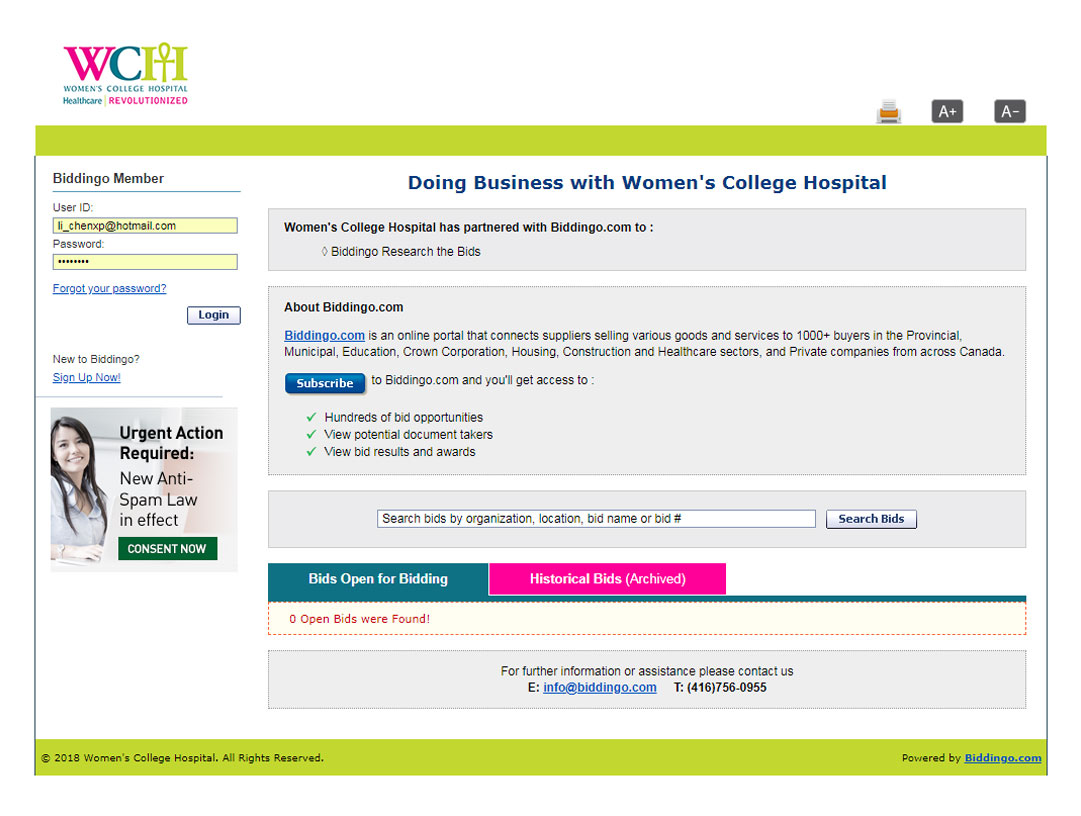 WCH
WOMEN'S COLLEGE HOSPITAL
Healthcare | REVOLUTIONIZED
A+ A-
Biddingo Member
User ID:
li_chenxp@hotmail.com
Password:
••••••••
Forgot your password?
Login
New to Biddingo?
Sign Up Now!
Urgent Action
Required:
New Anti-
Spam Law
in effect
CONSENT NOW
Doing Business with Women's College Hospital
Women's College Hospital has partnered with Biddingo.com to :
◊ Biddingo Research the Bids
About Biddingo.com
Biddingo.com is an online portal that connects suppliers selling various goods and services to 1000+ buyers in the Provincial,
Municipal, Education, Crown Corporation, Housing, Construction and Healthcare sectors, and Private companies from across Canada.
Subscribe to Biddingo.com and you'll get access to :
✓ Hundreds of bid opportunities
✓ View potential document takers
✓ View bid results and awards
Search bids by organization, location, bid name or bid # Search Bids
Bids Open for Bidding Historical Bids (Archived)
0 Open Bids were Found!
For further information or assistance please contact us
E: info@biddingo.com T: (416)756-0955
© 2018 Women's College Hospital. All Rights Reserved. Powered by Biddingo.com